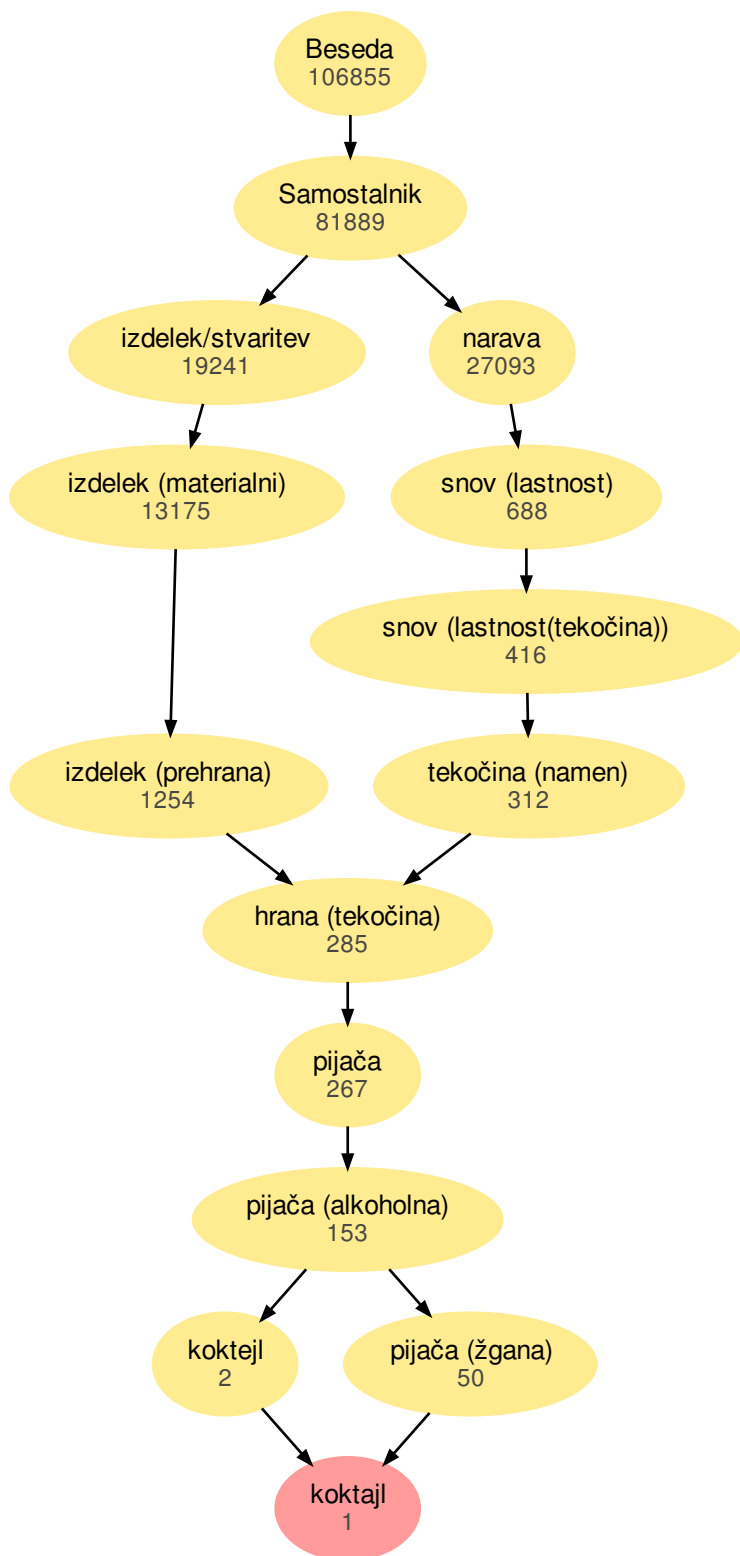 Beseda
106855
Samostalnik
81889
izdelek/stvaritev
19241
narava
27093
izdelek (materialni)
13175
snov (lastnost)
688
snov (lastnost(tekočina))
416
izdelek (prehrana)
1254
tekočina (namen)
312
hrana (tekočina)
285
pijača
267
pijača (alkoholna)
153
koktejl
2
pijača (žgana)
50
koktajl
1